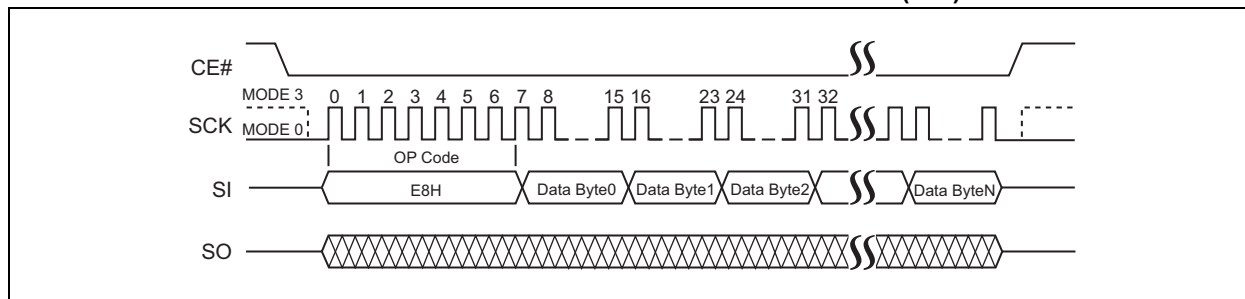 CE#
MODE 3 0 1 2 3 4 5 6 7 8 15 16 23 24 31 32
SCK MODE 0
OP Code
SI E8H Data Byte0 Data Byte1 Data Byte2 Data ByteN
SO